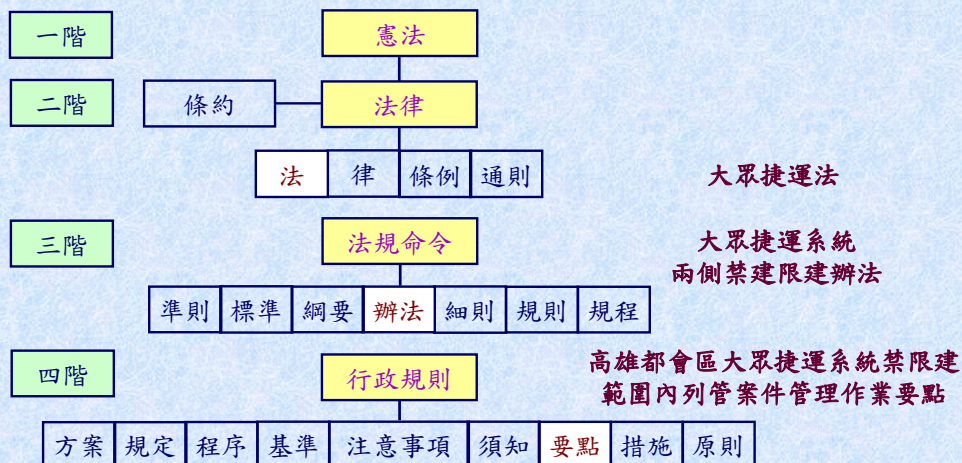 一階
憲法
二階
條約
法律
法
律
條例
通則
大眾捷運法
三階
法規命令
大眾捷運系統
兩側禁建限建辦法
準則
標準
綱要
辦法
細則
規則
規程
四階
行政規則
高雄都會區大眾捷運系統禁限建
範圍內列管案件管理作業要點
方案
規定
程序
基準
注意事項
須知
要點
措施
原則